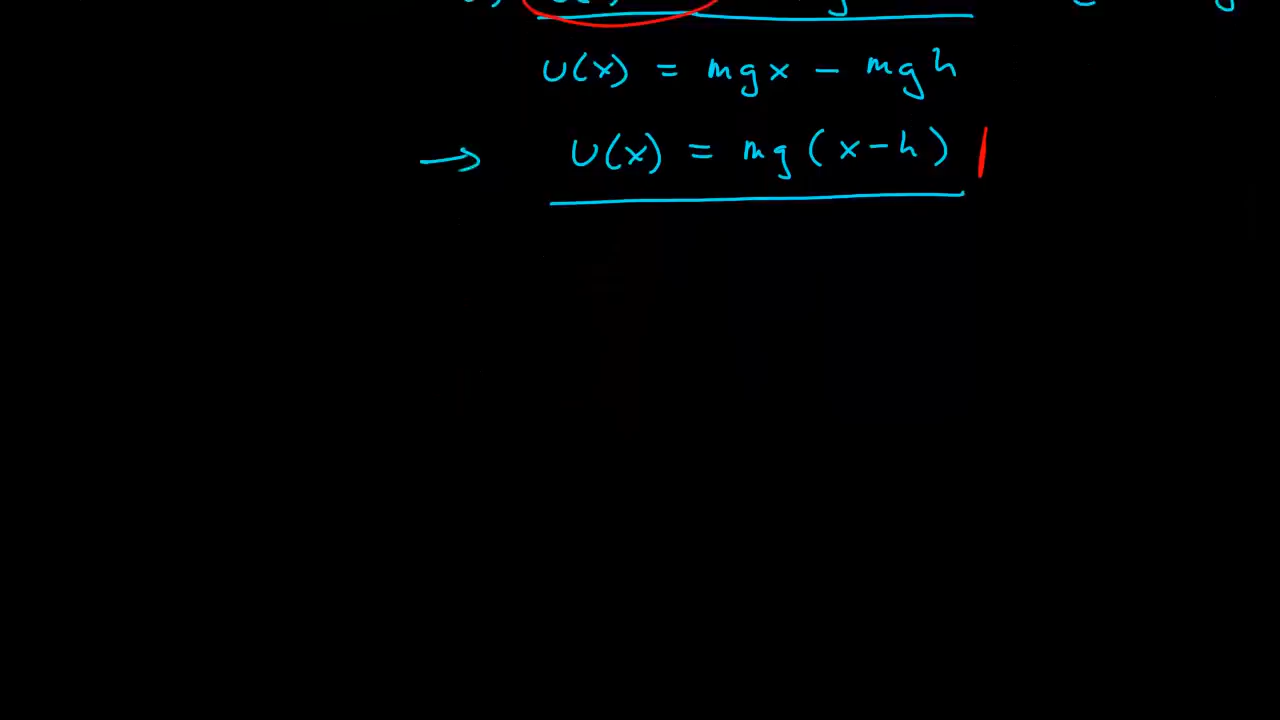 U(x) = mgx - mgh
→ U(x) = mg(x-h)